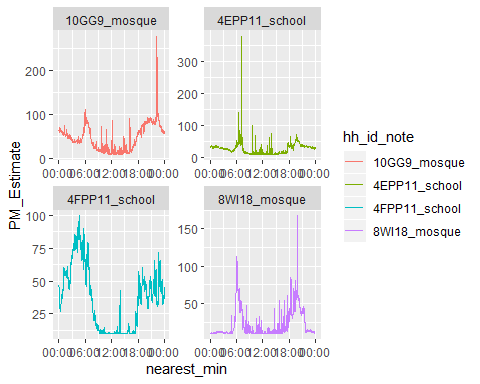 10GG9_mosque
4EPP11_school
200
100
0
300
200
100
0
00:00 06:00 12:00 18:00 00:00
00:00 06:00 12:00 18:00 00:00
PM_Estimate
4FPP11_school
8WI18_mosque
100
75
50
25
150
100
50
00:00 06:00 12:00 18:00 00:00
00:00 06:00 12:00 18:00 00:00
nearest_min
hh_id_note
10GG9_mosque
4EPP11_school
4FPP11_school
8WI18_mosque